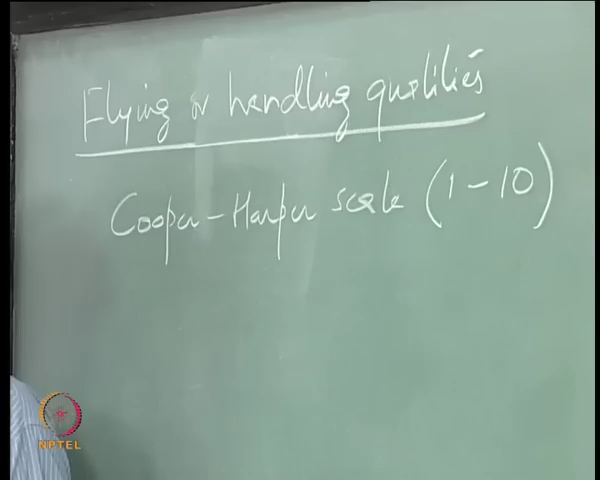 Flying or handling qualities
Cooper-Harper scale (1-10)
NPTEL